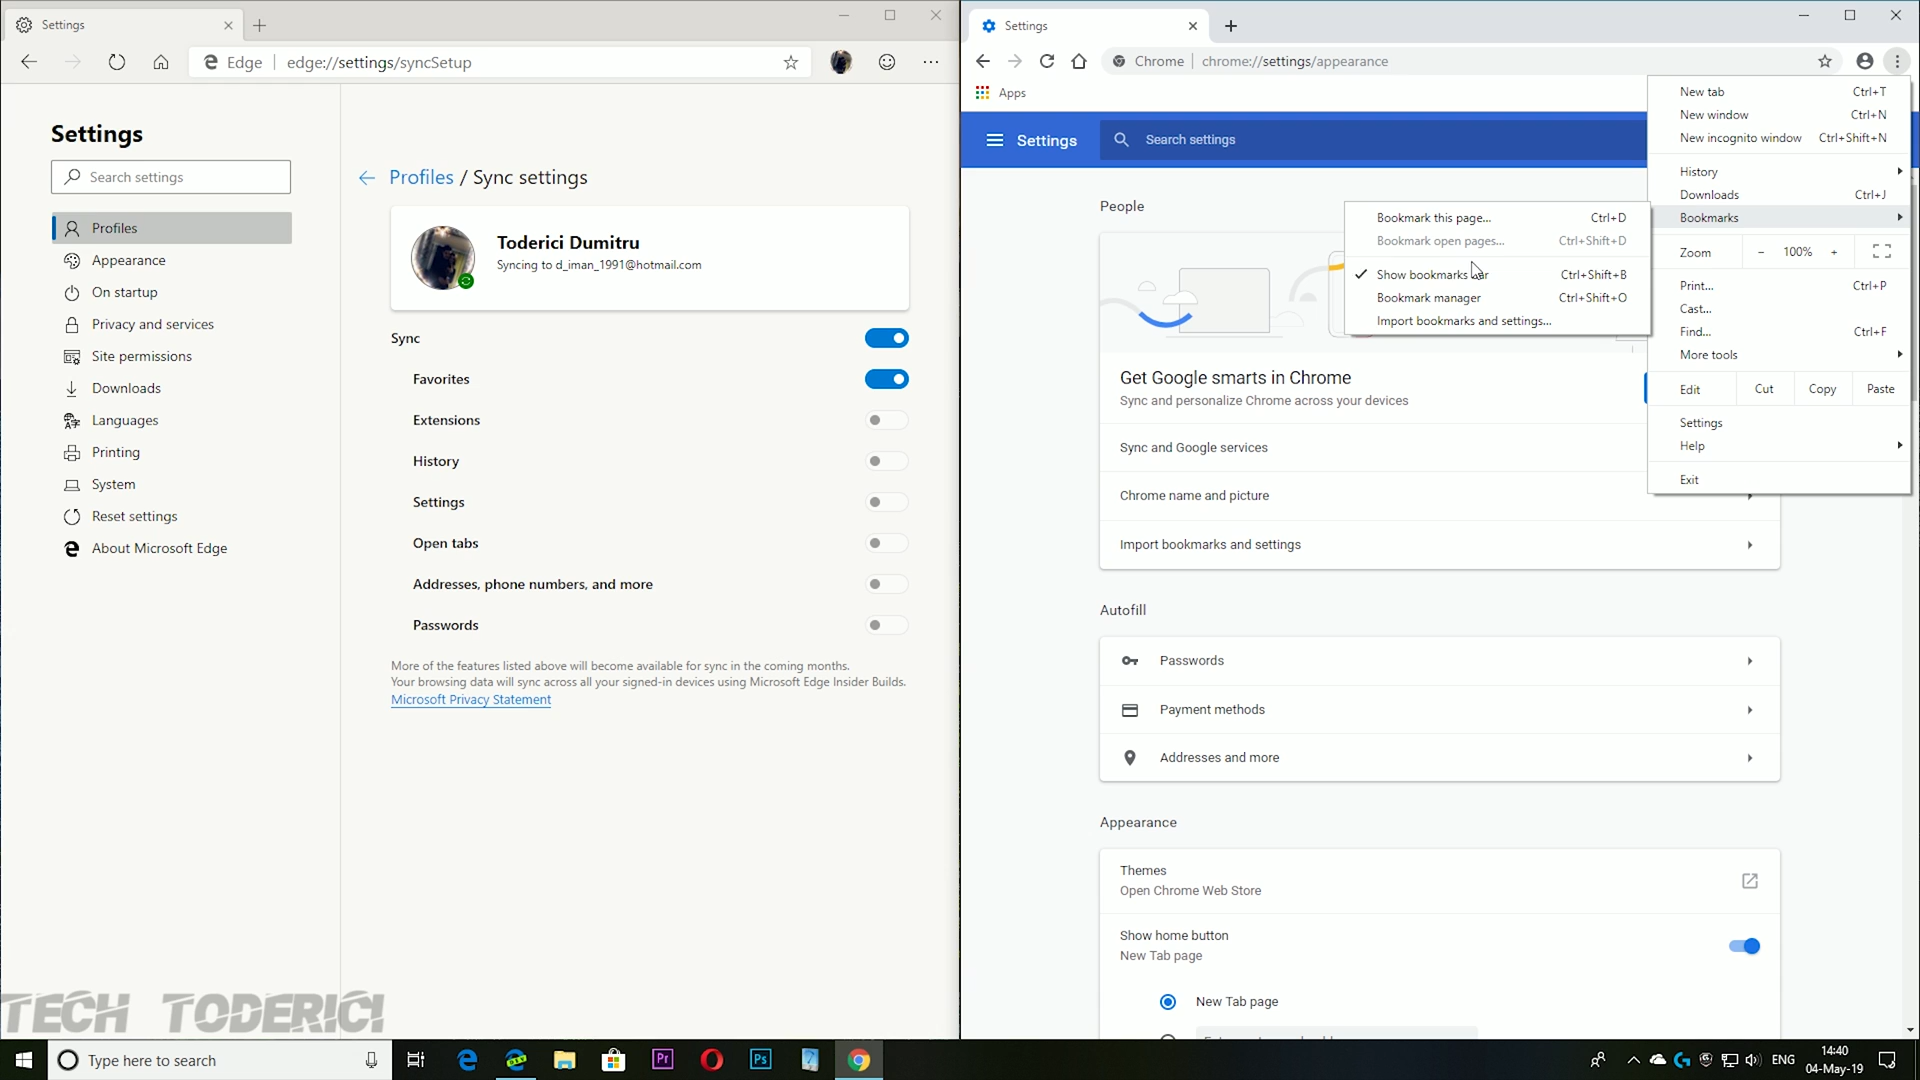 Settings
Edge
edge://settings/syncSetup
Settings
Search settings
Profiles
Appearance
On startup
Privacy and services
Site permissions
Downloads
Languages
Printing
System
Reset settings
About Microsoft Edge
Profiles / Sync settings
Toderici Dumitru
Syncing to d_iman_1991@hotmail.com
Sync
Favorites
Extensions
History
Settings
Open tabs
Addresses, phone numbers, and more
Passwords
More of the features listed above will become available for sync in the coming months.
Your browsing data will sync across all your signed-in devices using Microsoft Edge Insider Builds.
Microsoft Privacy Statement
TECH TODERICI
Settings
Chrome
chrome://settings/appearance
Apps
Settings
Search settings
People
Get Google smarts in Chrome
Sync and personalize Chrome across your devices
Sync and Google services
Chrome name and picture
Import bookmarks and settings
Autofill
Passwords
Payment methods
Addresses and more
Appearance
Themes
Open Chrome Web Store
Show home button
New Tab page
New Tab page
Bookmark this page... Ctrl+D
Bookmark open pages... Ctrl+Shift+D
Show bookmarks bar Ctrl+Shift+B
Bookmark manager Ctrl+Shift+O
Import bookmarks and settings...
New tab Ctrl+T
New window Ctrl+N
New incognito window Ctrl+Shift+N
History
Downloads Ctrl+J
Bookmarks
Zoom − 100% +
Print... Ctrl+P
Cast...
Find... Ctrl+F
More tools
Edit Cut Copy Paste
Settings
Help
Exit
Type here to search
DEV
Pr
Ps
ENG
14:40
04-May-19